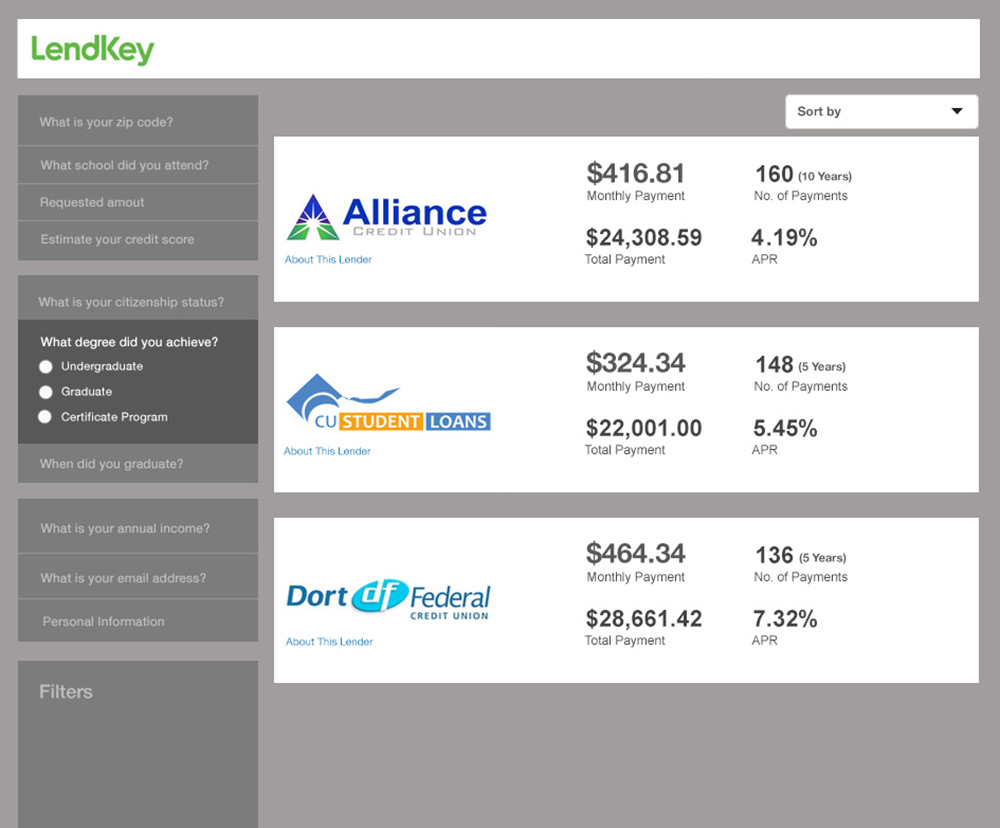 LendKey
What is your zip code?
What school did you attend?
Requested amout
Estimate your credit score
What is your citizenship status?
What degree did you achieve?
Undergraduate
Graduate
Certificate Program
When did you graduate?
What is your annual income?
What is your email address?
Personal Information
Filters
Sort by
Alliance
CREDIT UNION
About This Lender
$416.81
Monthly Payment
160 (10 Years)
No. of Payments
$24,308.59
Total Payment
4.19%
APR
CU STUDENT LOANS
About This Lender
$324.34
Monthly Payment
148 (5 Years)
No. of Payments
$22,001.00
Total Payment
5.45%
APR
Dort df Federal
CREDIT UNION
About This Lender
$464.34
Monthly Payment
136 (5 Years)
No. of Payments
$28,661.42
Total Payment
7.32%
APR